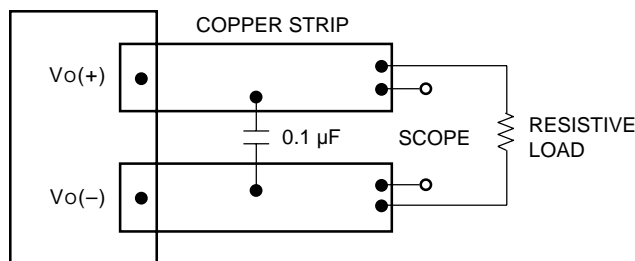 COPPER STRIP
VO(+)
0.1 µF
SCOPE
RESISTIVE
LOAD
VO(–)